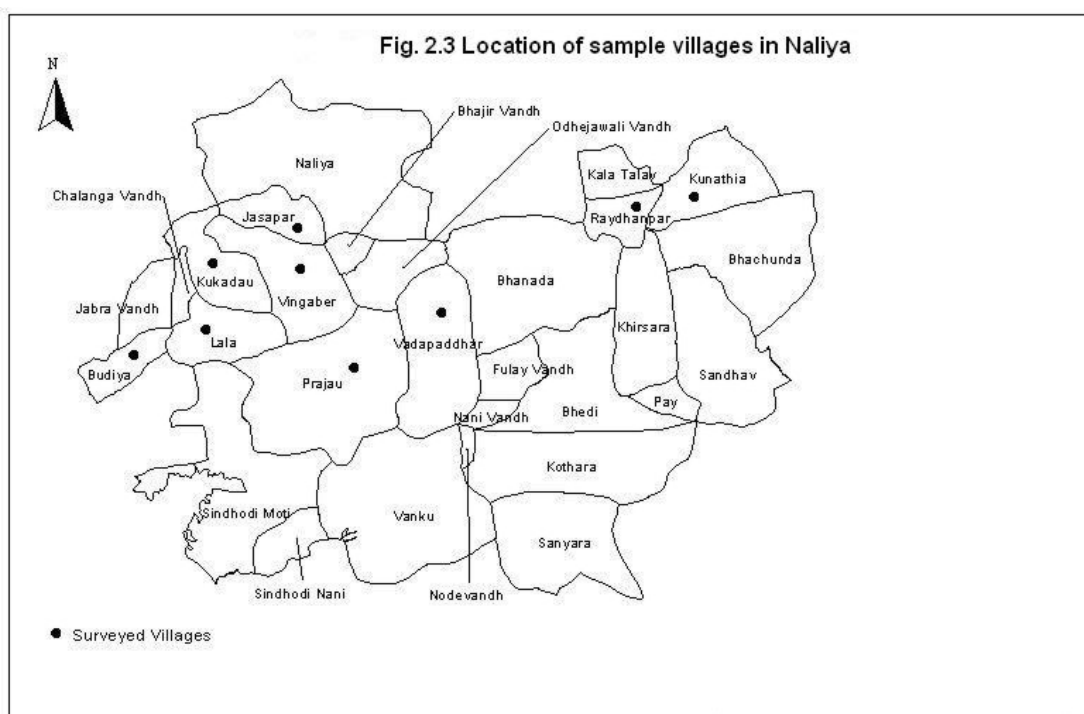 Fig. 2.3 Location of sample villages in Naliya
N
Bhajir Vandh
Odhejawali Vandh
Naliya
Kala Talav
Kunathia
Chalanga Vandh
Jasapar
Raydhanpar
Bhachunda
Kukadau
Vingaber
Bhanada
Jabra Vandh
Khirsara
Lala
Vadapaddhar
Budiya
Prajau
Fulay Vandh
Sandhav
Pay
Nani Vandh
Bhedi
Kothara
Sindhodi Moti
Vanku
Sanyara
Sindhodi Nani
Nodevandh
Surveyed Villages